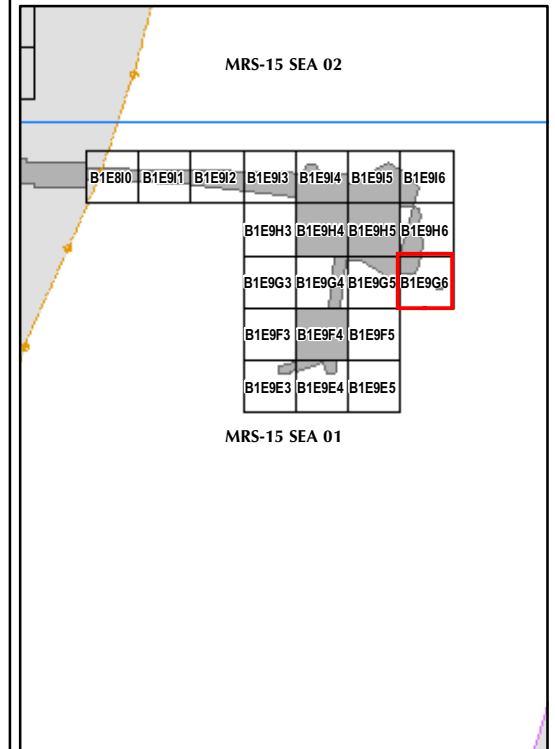 MRS-15 SEA 02
B1E8I0 B1E9I1 B1E9I2 B1E9I3 B1E9I4 B1E9I5 B1E9I6
B1E9H3 B1E9H4 B1E9H5 B1E9H6
B1E9G3 B1E9G4 B1E9G5 B1E9G6
B1E9F3 B1E9F4 B1E9F5
B1E9E3 B1E9E4 B1E9E5
MRS-15 SEA 01